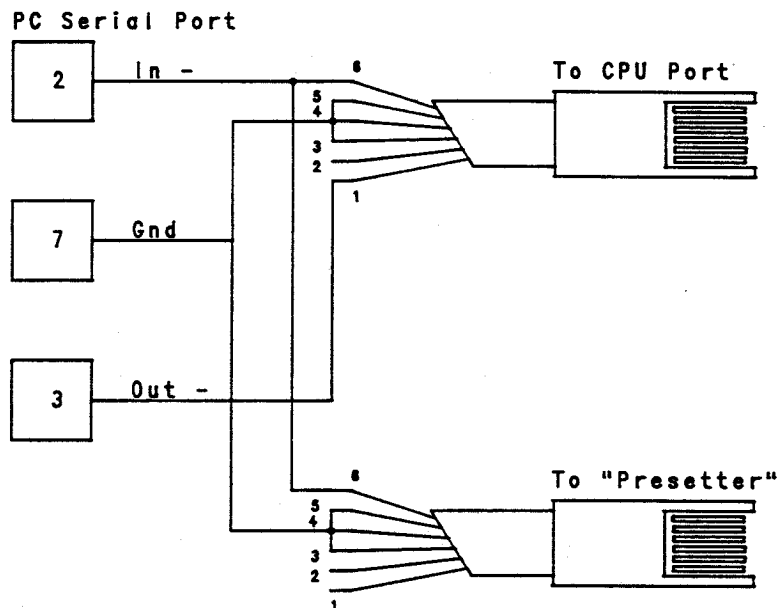 PC Serial Port
2
In -
7
Gnd
3
Out -
To CPU Port
6
5
4
3
2
1
To "Presetter"
6
5
4
3
2
1